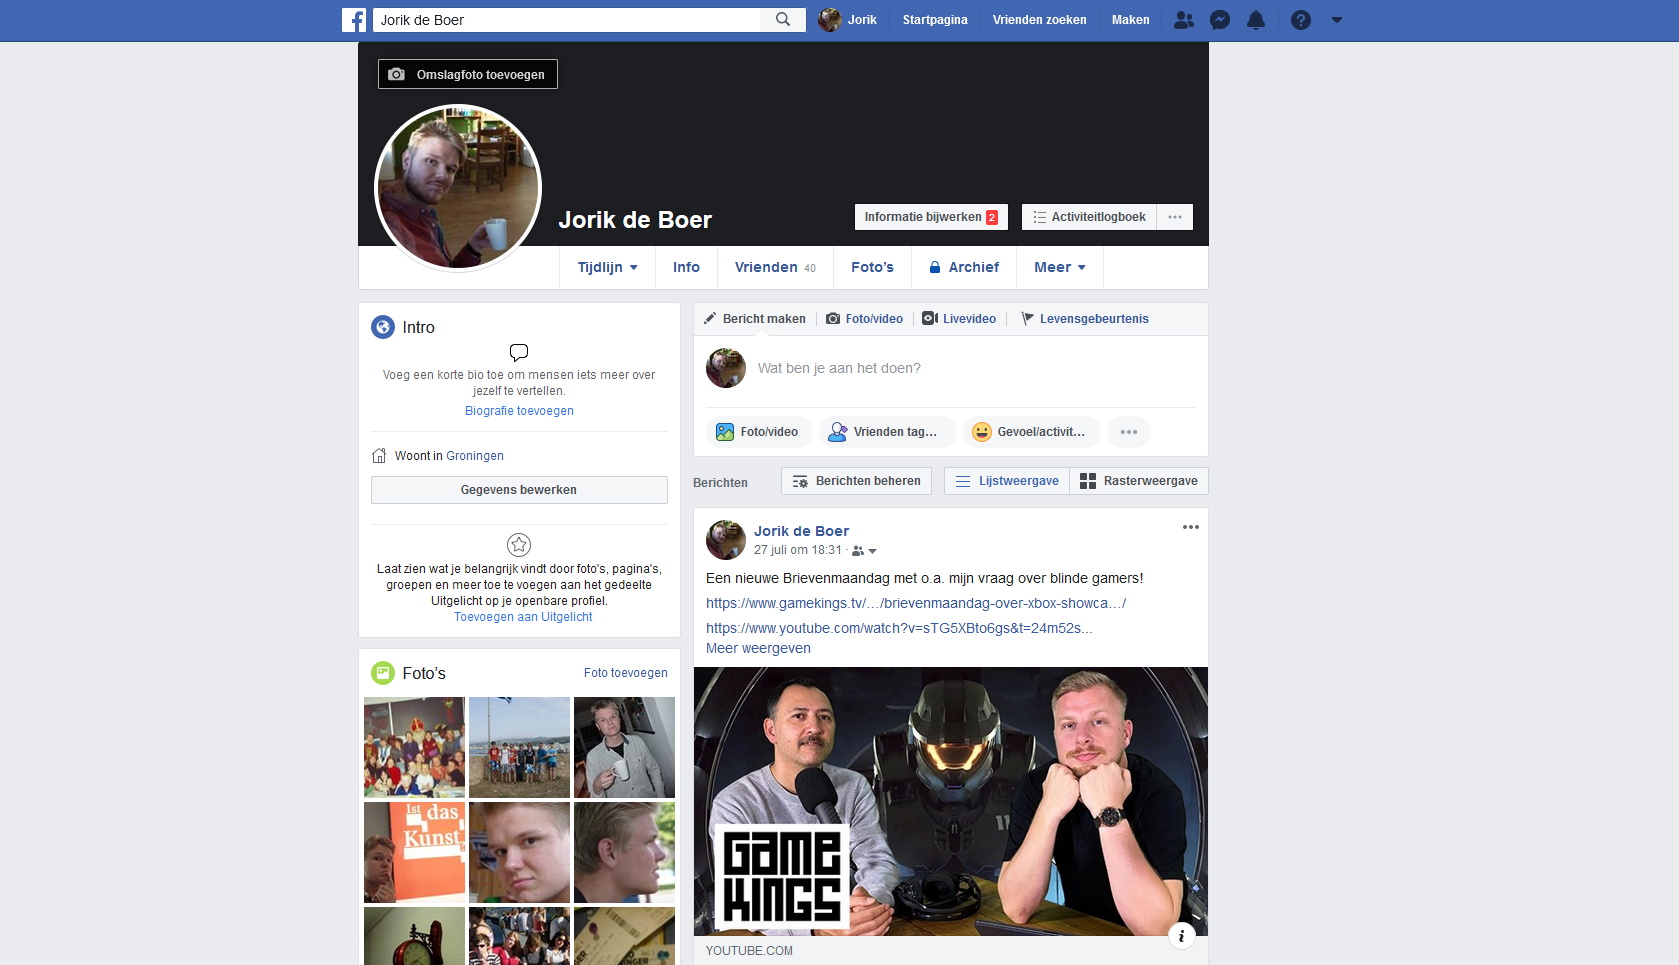 Jorik de Boer
Jorik
Startpagina
Vrienden zoeken
Maken
Omslagfoto toevoegen
Jorik de Boer
Informatie bijwerken 2
Activiteitlogboek
Tijdlijn
Info
Vrienden 40
Foto's
Archief
Meer
Intro
Voeg een korte bio toe om mensen iets meer over
jezelf te vertellen.
Biografie toevoegen
Woont in Groningen
Gegevens bewerken
Laat zien wat je belangrijk vindt door foto's, pagina's,
groepen en meer toe te voegen aan het gedeelte
Uitgelicht op je openbare profiel.
Toevoegen aan Uitgelicht
Foto's
Foto toevoegen
Ist das
Kunst
Bericht maken
Foto/video
Livevideo
Levensgebeurtenis
Wat ben je aan het doen?
Foto/video
Vrienden tag...
Gevoel/activit...
Berichten
Berichten beheren
Lijstweergave
Rasterweergave
Jorik de Boer
27 juli om 18:31 ·
Een nieuwe Brievenmaandag met o.a. mijn vraag over blinde gamers!
https://www.gamekings.tv/…/brievenmaandag-over-xbox-showca…/
https://www.youtube.com/watch?v=sTG5XBto6gs&t=24m52s...
Meer weergeven
GAME
KINGS
YOUTUBE.COM